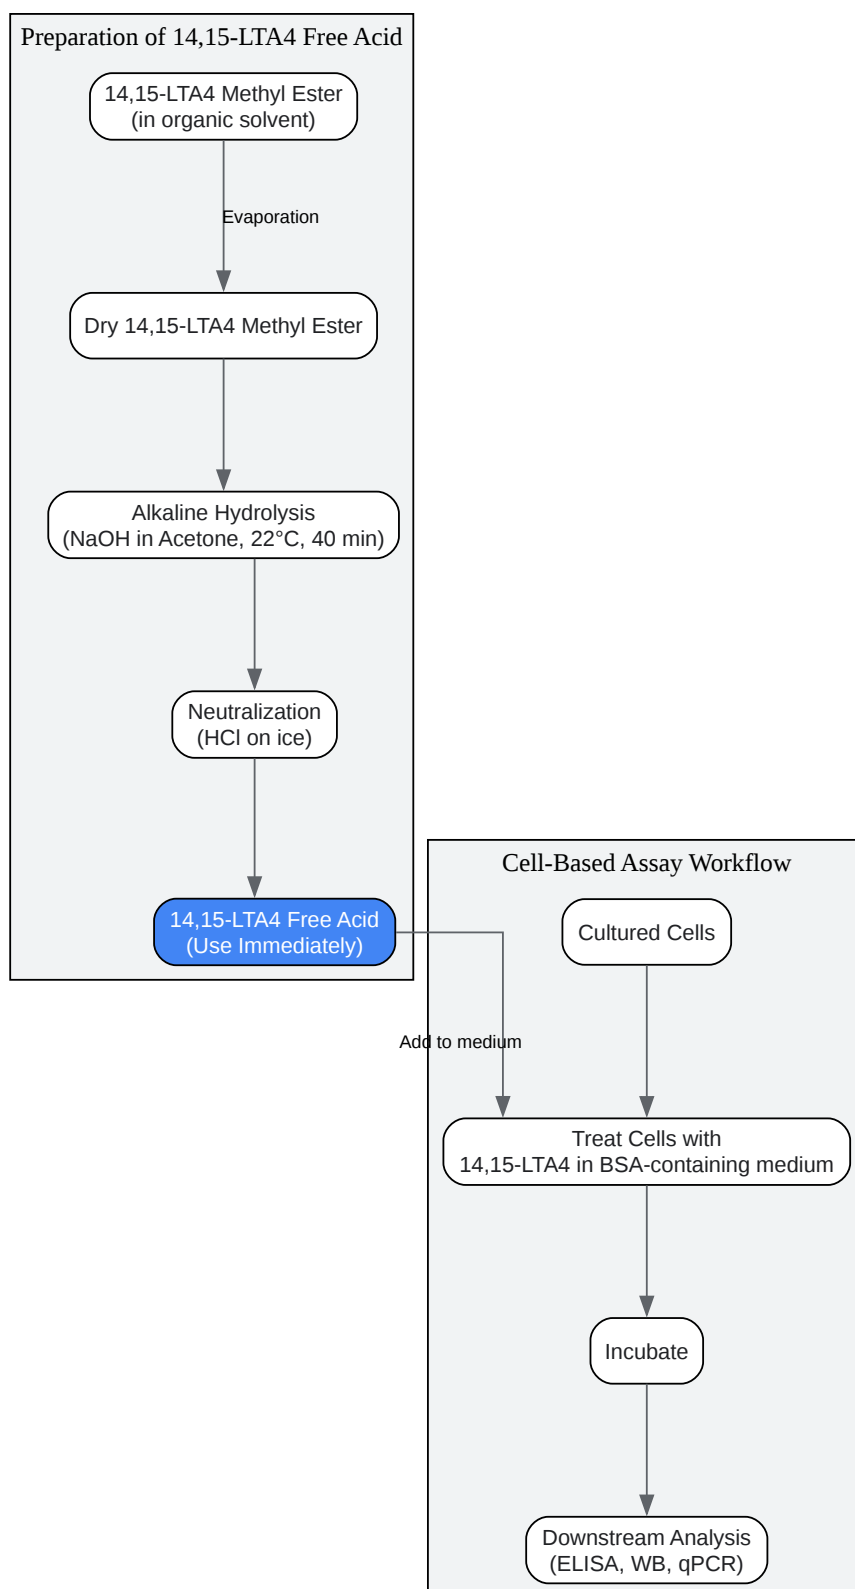 Preparation of 14,15-LTA4 Free Acid
14,15-LTA4 Methyl Ester
(in organic solvent)
Evaporation
Dry 14,15-LTA4 Methyl Ester
Alkaline Hydrolysis
(NaOH in Acetone, 22°C, 40 min)
Neutralization
(HCl on ice)
14,15-LTA4 Free Acid
(Use Immediately)
Cell-Based Assay Workflow
Cultured Cells
Add to medium
Treat Cells with
14,15-LTA4 in BSA-containing medium
Incubate
Downstream Analysis
(ELISA, WB, qPCR)